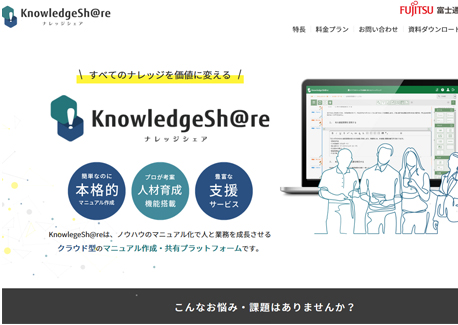 KnowledgeSh@re
ナレッジシェア
FUJITSU 富士通
特長 料金プラン お問い合わせ 資料ダウンロード
\ すべてのナレッジを価値に変える /
KnowledgeSh@re
ナレッジシェア
簡単なのに
本格的
マニュアル作成
プロが考案
人材育成
機能搭載
豊富な
支援
サービス
KnowlegeSh@reは、ノウハウのマニュアル化で人と業務を成長させる
クラウド型のマニュアル作成・共有プラットフォームです。
こんなお悩み・課題はありませんか？